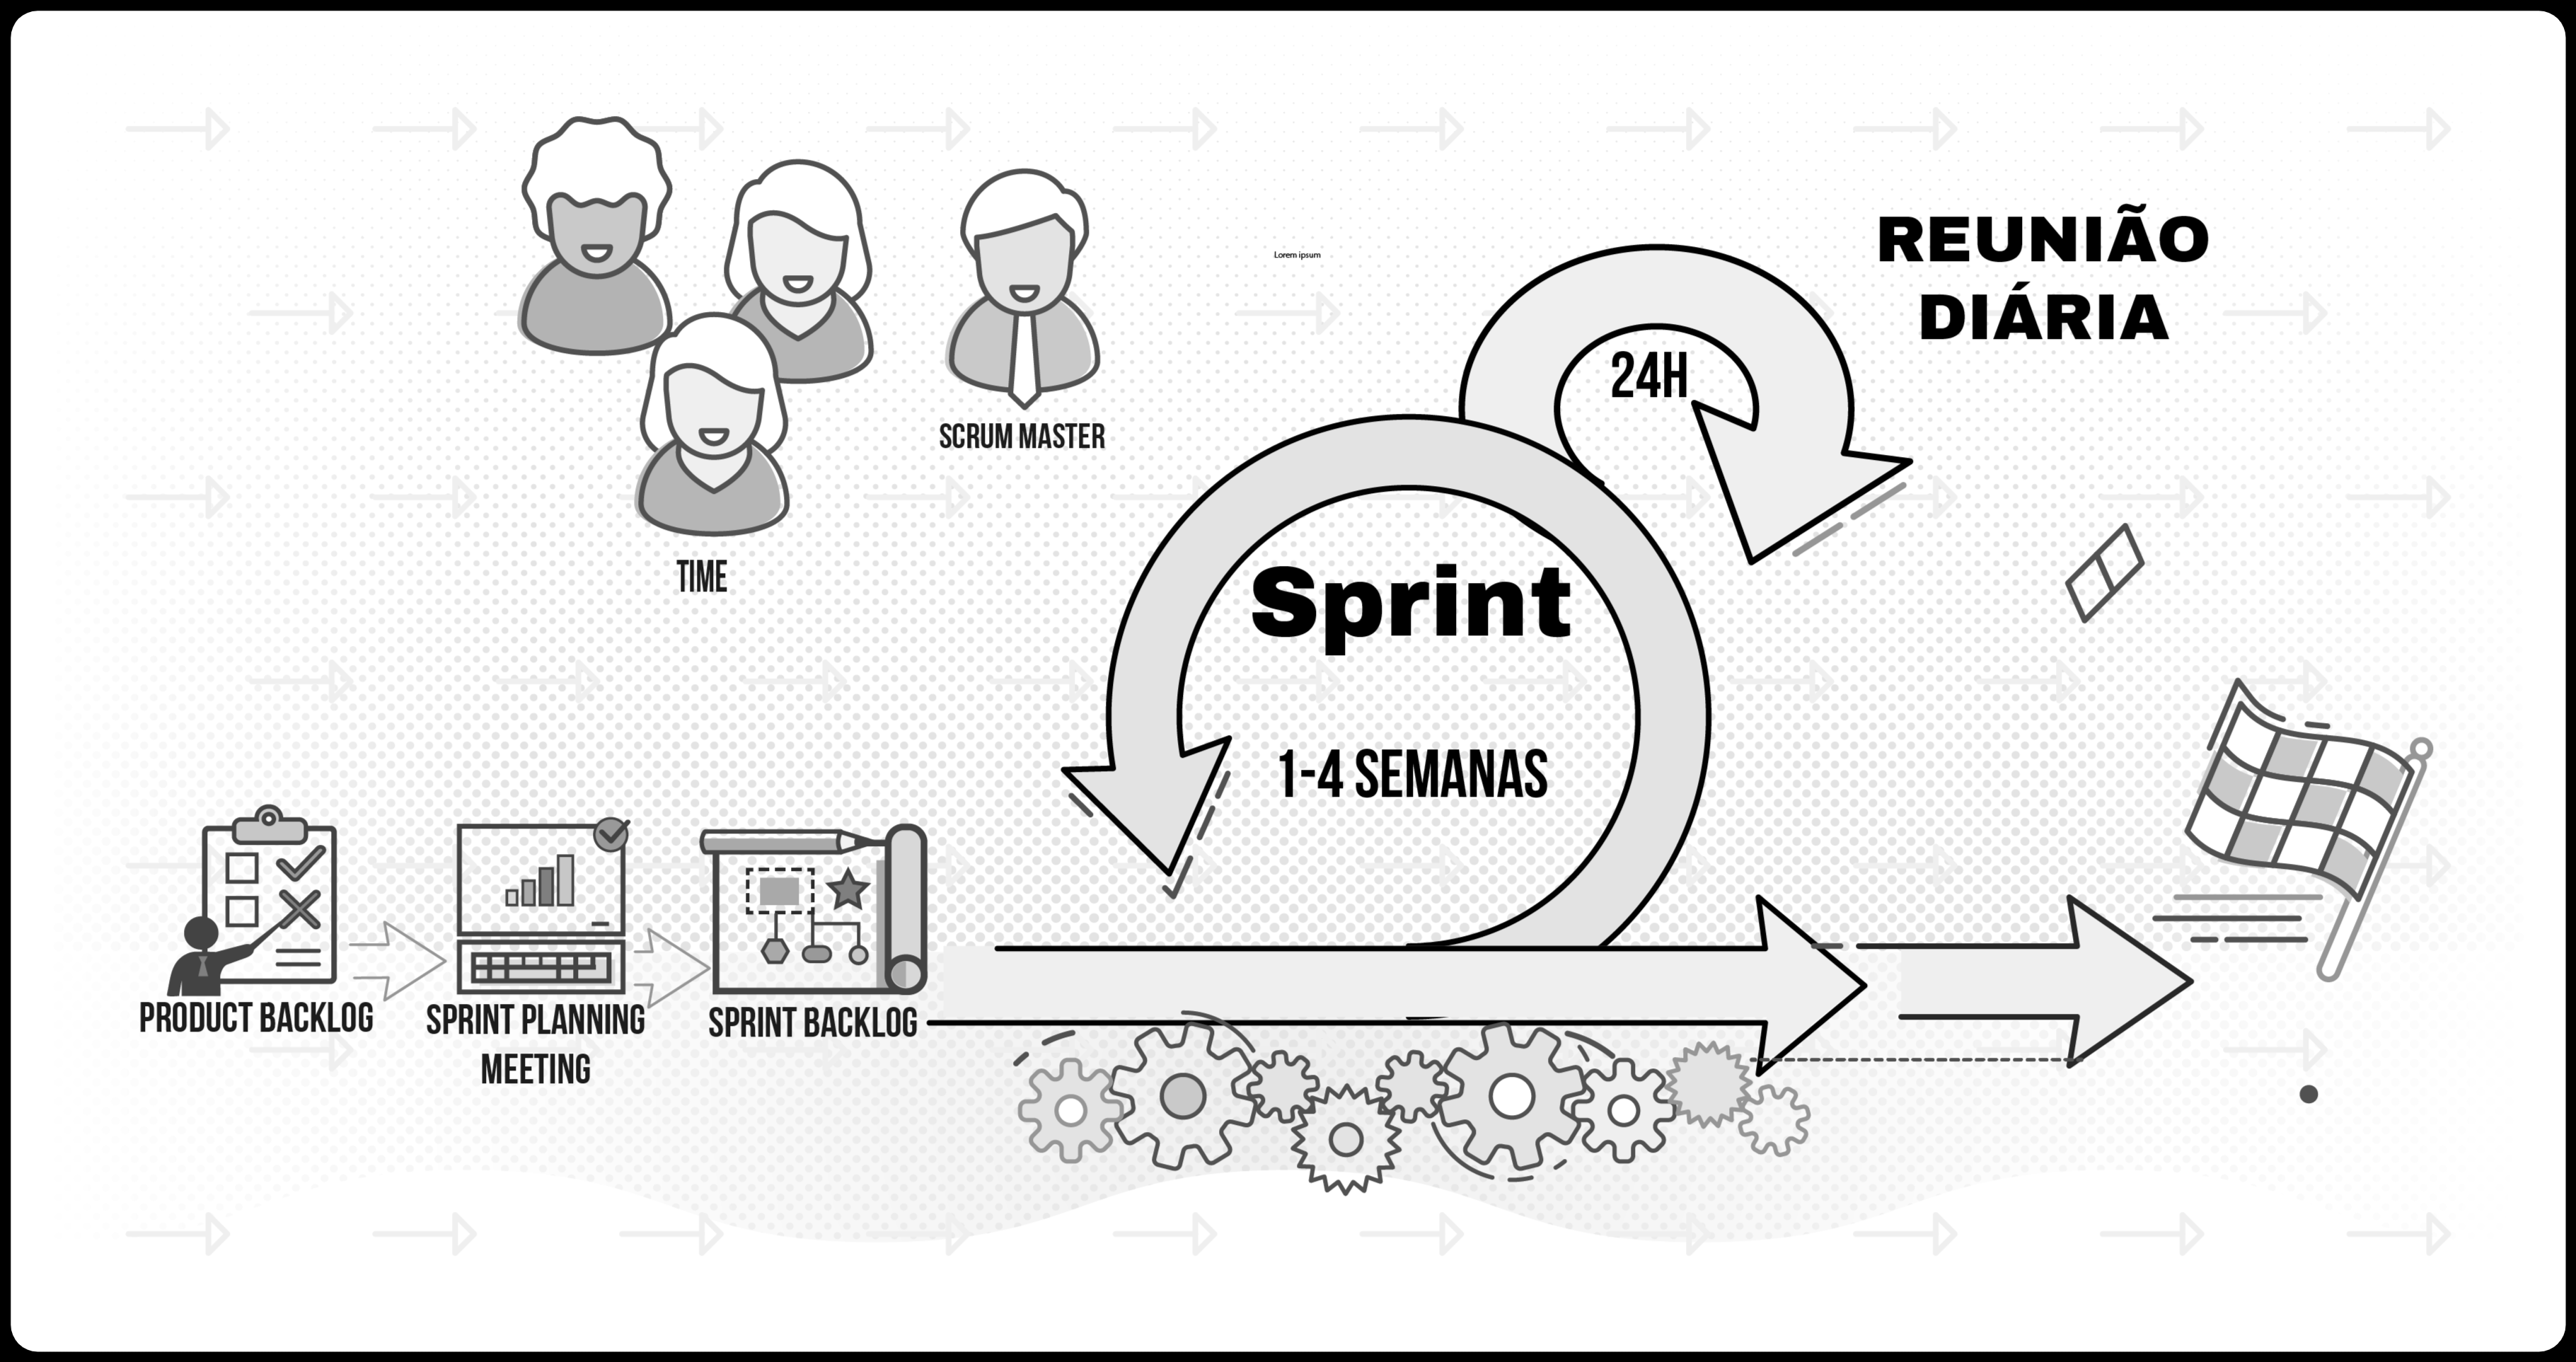 Lorem ipsum
REUNIÃO
DIÁRIA
24H
SCRUM MASTER
TIME
Sprint
1-4 SEMANAS
PRODUCT BACKLOG
SPRINT PLANNING
MEETING
SPRINT BACKLOG